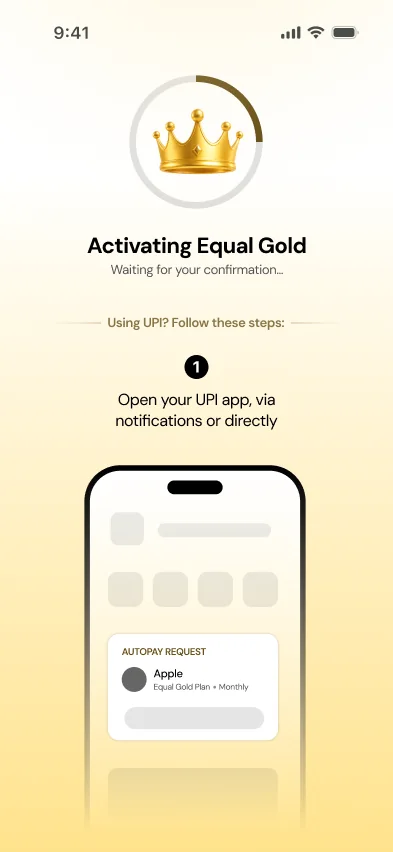 9:41
Activating Equal Gold
Waiting for your confirmation...
Using UPI? Follow these steps:
1
Open your UPI app, via
notifications or directly
AUTOPAY REQUEST
Apple
Equal Gold Plan • Monthly